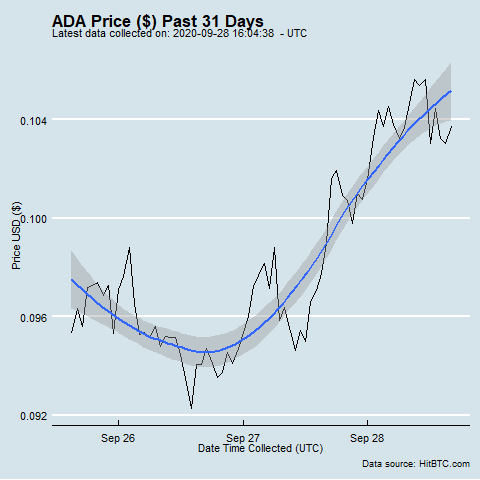 ADA Price ($) Past 31 Days
Latest data collected on: 2020-09-28 16:04:38 - UTC
0.104
0.100
0.096
0.092
Price USD ($)
Sep 26 Sep 27 Sep 28
Date Time Collected (UTC)
Data source: HitBTC.com